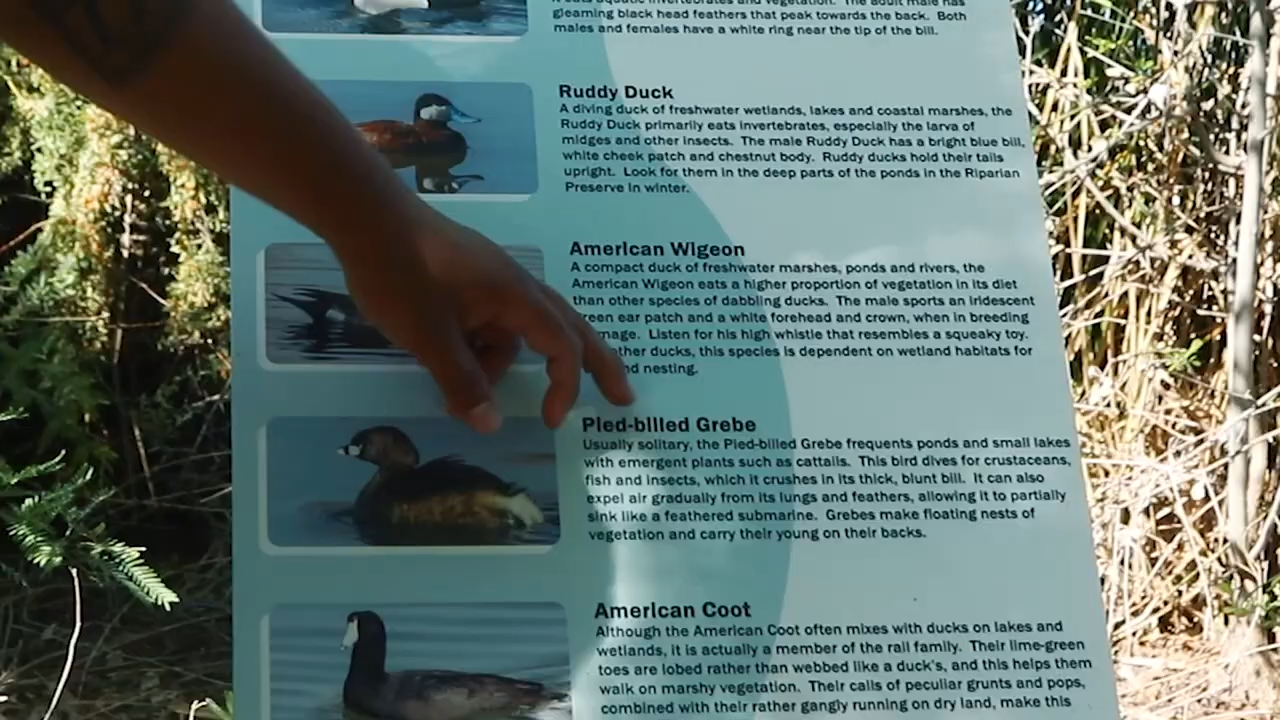 It eats aquatic invertebrates and vegetation. The adult male has
gleaming black head feathers that peak towards the back. Both
males and females have a white ring near the tip of the bill.
Ruddy Duck
A diving duck of freshwater wetlands, lakes and coastal marshes, the
Ruddy Duck primarily eats invertebrates, especially the larva of
midges and other insects. The male Ruddy Duck has a bright blue bill,
white cheek patch and chestnut body. Ruddy ducks hold their tails
upright. Look for them in the deep parts of the ponds in the Riparian
Preserve in winter.
American Wigeon
A compact duck of freshwater marshes, ponds and rivers, the
American Wigeon eats a higher proportion of vegetation in its diet
than other species of dabbling ducks. The male sports an iridescent
green ear patch and a white forehead and crown, when in breeding
Listen for his high whistle that resembles a squeaky toy.
other ducks, this species is dependent on wetland habitats for
nesting.
Pied-billed Grebe
Usually solitary, the Pied-billed Grebe frequents ponds and small lakes
with emergent plants such as cattails. This bird dives for crustaceans,
fish and insects, which it crushes in its thick, blunt bill. It can also
expel air gradually from its lungs and feathers, allowing it to partially
sink like a feathered submarine. Grebes make floating nests of
vegetation and carry their young on their backs.
American Coot
Although the American Coot often mixes with ducks on lakes and
wetlands, it is actually a member of the rail family. Their lime-green
toes are lobed rather than webbed like a duck's, and this helps them
walk on marshy vegetation. Their calls of peculiar grunts and pops,
combined with their rather gangly running on dry land, make this